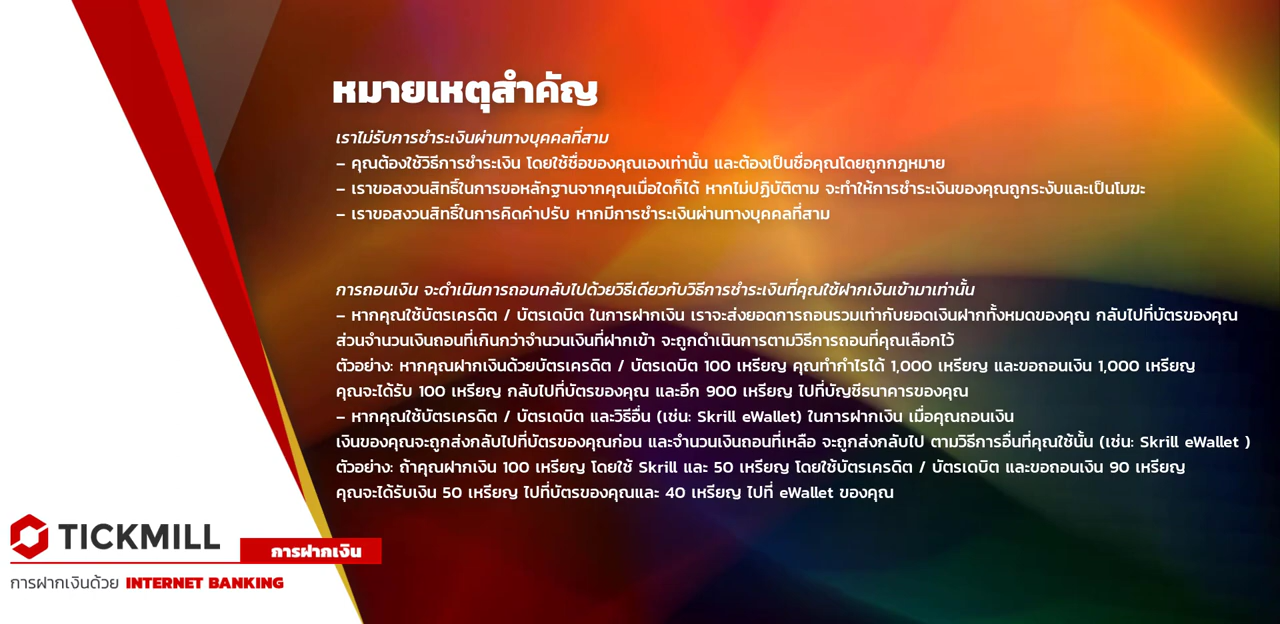 หมายเหตุสำคัญ
เราไม่รับการชำระเงินผ่านทางบุคคลที่สาม
– คุณต้องใช้วิธีการชำระเงิน โดยใช้ชื่อของคุณเองเท่านั้น และต้องเป็นชื่อคุณโดยถูกกฎหมาย
– เราขอสงวนสิทธิ์ในการขอหลักฐานจากคุณเมื่อใดก็ได้ หากไม่ปฏิบัติตาม จะทำให้การชำระเงินของคุณถูกระงับและเป็นโมฆะ
– เราขอสงวนสิทธิ์ในการคิดค่าปรับ หากมีการชำระเงินผ่านทางบุคคลที่สาม
การถอนเงิน จะดำเนินการถอนกลับไปด้วยวิธีเดียวกับวิธีการชำระเงินที่คุณใช้ฝากเงินเข้ามาเท่านั้น
– หากคุณใช้บัตรเครดิต / บัตรเดบิต ในการฝากเงิน เราจะส่งยอดการถอนรวมเท่ากับยอดเงินฝากทั้งหมดของคุณ กลับไปที่บัตรของคุณ
ส่วนจำนวนเงินถอนที่เกินกว่าจำนวนเงินที่ฝากเข้า จะถูกดำเนินการตามวิธีการถอนที่คุณเลือกไว้
ตัวอย่าง: หากคุณฝากเงินด้วยบัตรเครดิต / บัตรเดบิต 100 เหรียญ คุณทำกำไรได้ 1,000 เหรียญ และขอถอนเงิน 1,000 เหรียญ
คุณจะได้รับ 100 เหรียญ กลับไปที่บัตรของคุณ และอีก 900 เหรียญ ไปที่บัญชีธนาคารของคุณ
– หากคุณใช้บัตรเครดิต / บัตรเดบิต และวิธีอื่น (เช่น: Skrill eWallet) ในการฝากเงิน เมื่อคุณถอนเงิน
เงินของคุณจะถูกส่งกลับไปที่บัตรของคุณก่อน และจำนวนเงินถอนที่เหลือ จะถูกส่งกลับไป ตามวิธีการอื่นที่คุณใช้นั้น (เช่น: Skrill eWallet )
ตัวอย่าง: ถ้าคุณฝากเงิน 100 เหรียญ โดยใช้ Skrill และ 50 เหรียญ โดยใช้บัตรเครดิต / บัตรเดบิต และขอถอนเงิน 90 เหรียญ
คุณจะได้รับเงิน 50 เหรียญ ไปที่บัตรของคุณและ 40 เหรียญ ไปที่ eWallet ของคุณ
TICKMILL
การฝากเงิน
การฝากเงินด้วย INTERNET BANKING